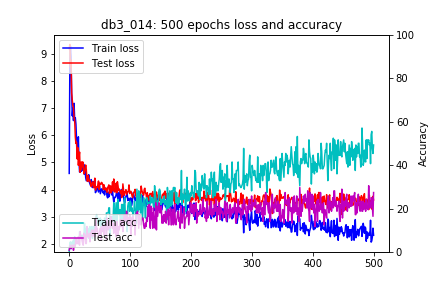 db3_014: 500 epochs loss and accuracy
Train loss
Test loss
Train acc
Test acc
Loss
9
8
7
6
5
4
3
2
Accuracy
100
80
60
40
20
0
0
100
200
300
400
500